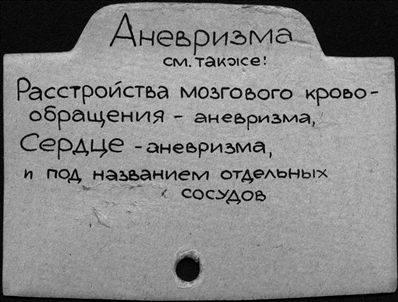 Аневризма
см. также:
Расстройства мозгового крово-
обращения - аневризма,
Сердце - аневризма,
и под названием отдельных
сосудов